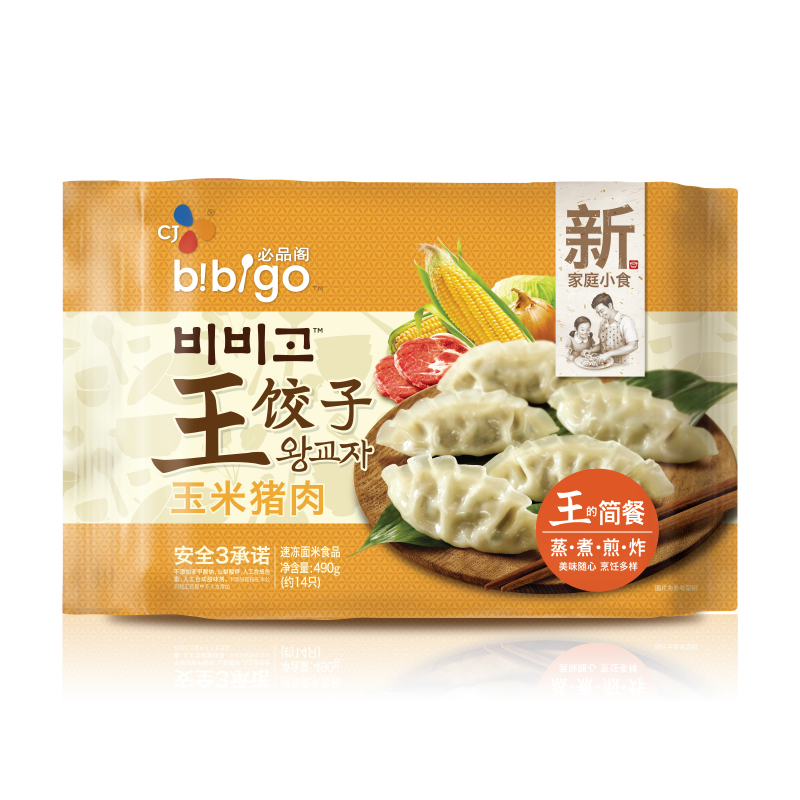 CJ
必品阁
b!bigo™
비비고™
王饺子
왕교자
玉米猪肉
安全3承诺
速冻面米食品
净含量:490g
(约14只)
新
家庭小食
王的简餐
蒸·煮·煎·炸
美味随心 烹饪多样